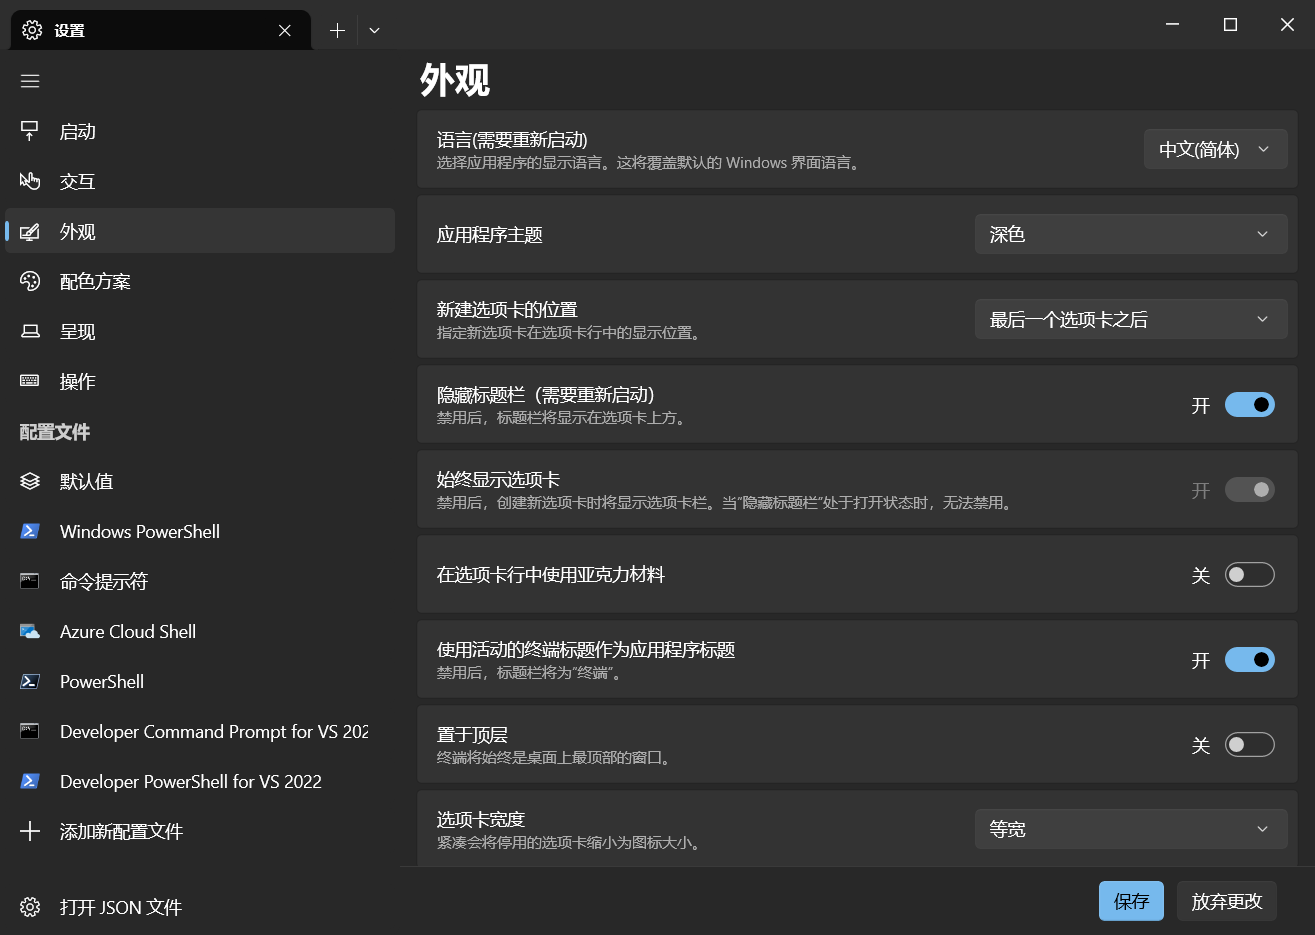 设置
启动
交互
外观
配色方案
呈现
操作
配置文件
默认值
Windows PowerShell
命令提示符
Azure Cloud Shell
PowerShell
Developer Command Prompt for VS 202
Developer PowerShell for VS 2022
添加新配置文件
打开 JSON 文件
外观
语言(需要重新启动)
选择应用程序的显示语言。这将覆盖默认的 Windows 界面语言。
中文(简体)
应用程序主题
深色
新建选项卡的位置
指定新选项卡在选项卡行中的显示位置。
最后一个选项卡之后
隐藏标题栏（需要重新启动）
禁用后，标题栏将显示在选项卡上方。
开
始终显示选项卡
禁用后，创建新选项卡时将显示选项卡栏。当"隐藏标题栏"处于打开状态时，无法禁用。
开
在选项卡行中使用亚克力材料
关
使用活动的终端标题作为应用程序标题
禁用后，标题栏将为"终端"。
开
置于顶层
终端将始终是桌面上最顶部的窗口。
关
选项卡宽度
紧凑会将停用的选项卡缩小为图标大小。
等宽
保存
放弃更改